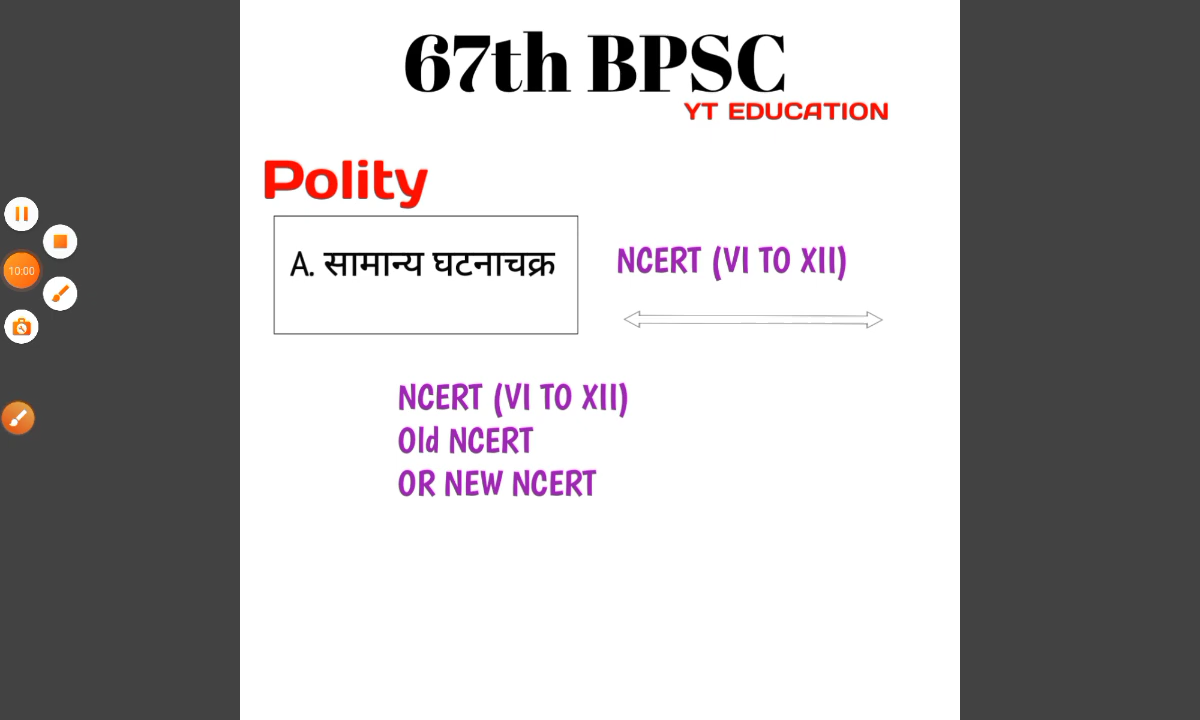 67th BPSC
YT EDUCATION
Polity
A. सामान्य घटनाचक्र
NCERT (VI TO XII)
10:00
NCERT (VI TO XII)
Old NCERT
OR NEW NCERT